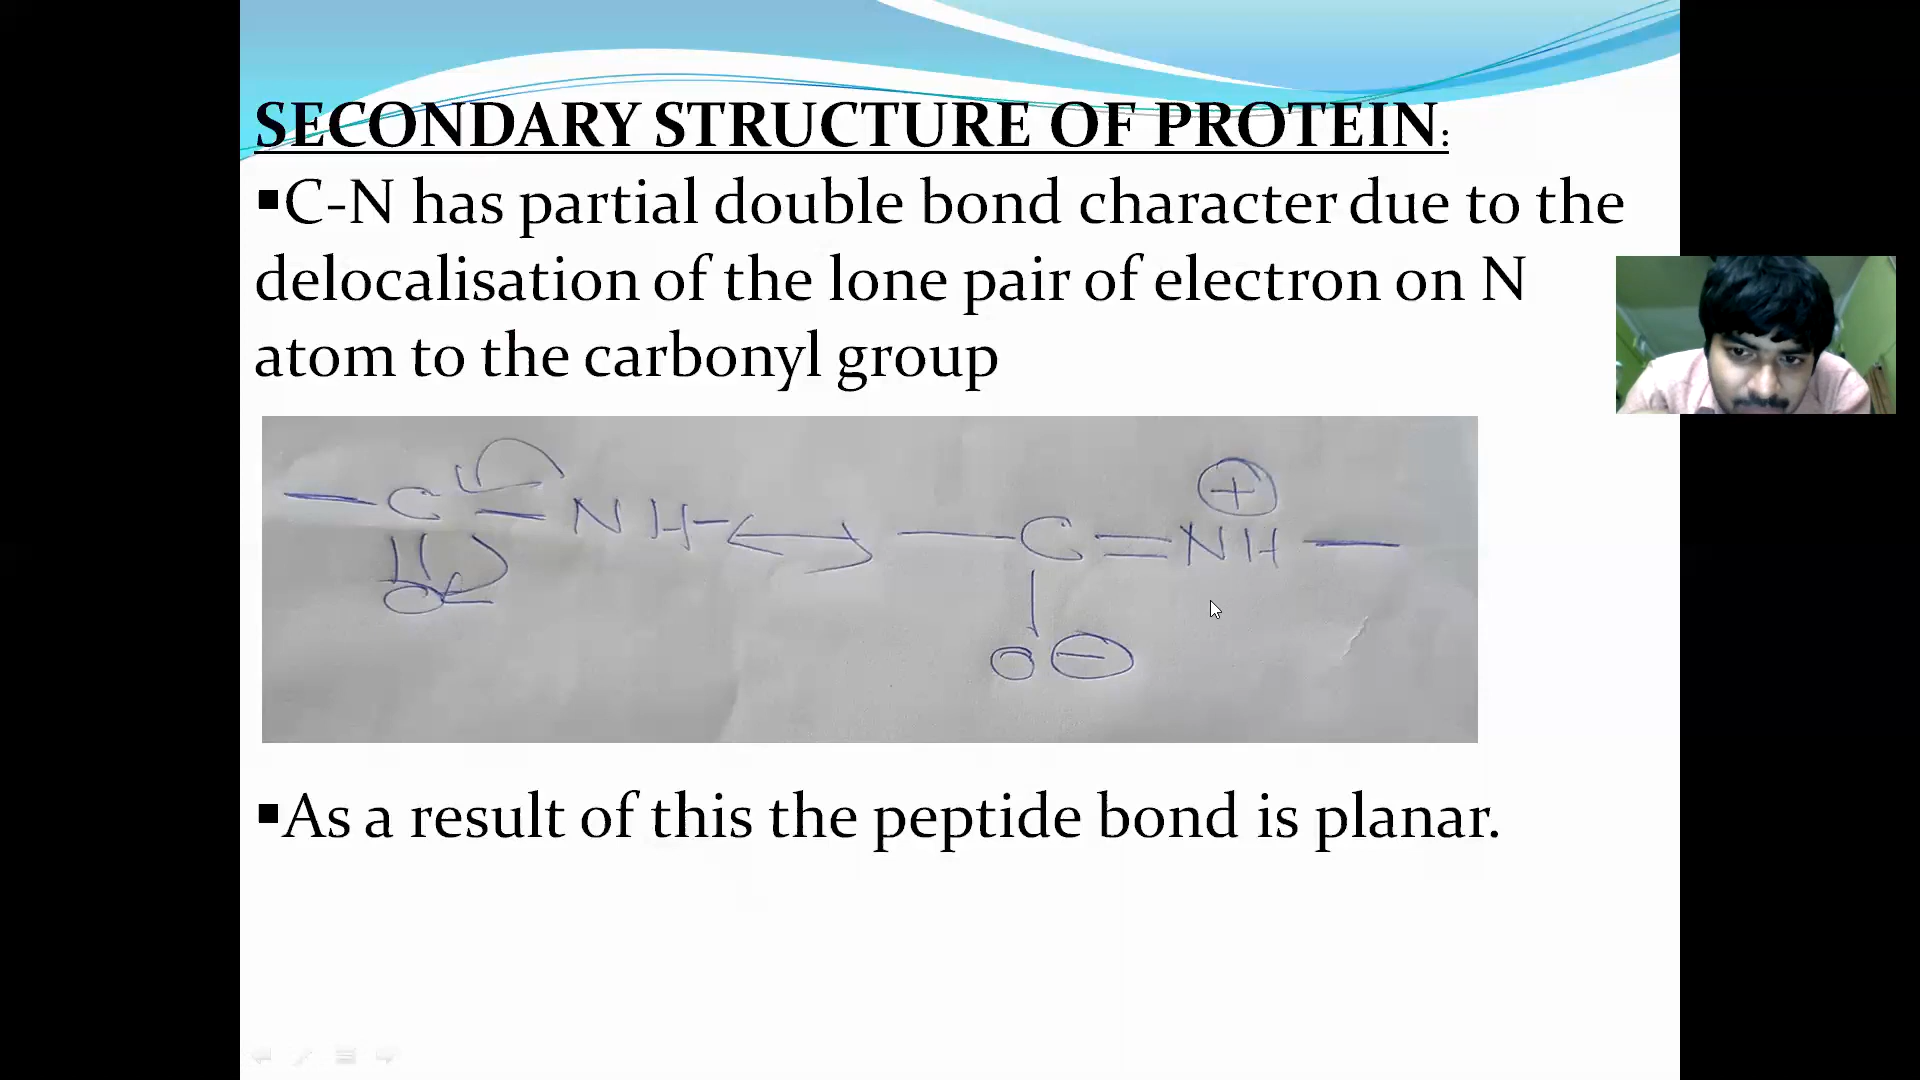 SECONDARY STRUCTURE OF PROTEIN:
▪C-N has partial double bond character due to the
delocalisation of the lone pair of electron on N
atom to the carbonyl group
— C = NH- ↔ — C = NH —
+
|| |
O O −
▪As a result of this the peptide bond is planar.